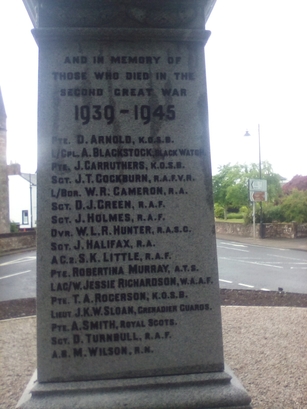 AND IN MEMORY OF
THOSE WHO DIED IN THE
SECOND GREAT WAR
1939-1945
PTE. D. ARNOLD, K.O.S.B.
L/CPL. A. BLACKSTOCK, BLACK WATCH
PTE. J. CARRUTHERS, K.O.S.B.
SGT. J.T. COCKBURN, R.A.F.V.R.
L/BDR. W.R. CAMERON, R.A.
SGT. D.J. GREEN, R.A.F.
SGT. J. HOLMES, R.A.F.
DVR. W.L.R. HUNTER, R.A.S.C.
SGT. J. HALIFAX, R.A.
A.C.2. S.K. LITTLE, R.A.F.
PTE. ROBERTINA MURRAY, A.T.S.
LAC/W. JESSIE RICHARDSON, W.A.A.F.
PTE. T.A. ROGERSON, K.O.S.B.
LIEUT. J.K.W. SLOAN, GRENADIER GUARDS.
PTE. A. SMITH, ROYAL SCOTS.
SGT. D. TURNBULL, R.A.F.
A.B. M. WILSON, R.N.